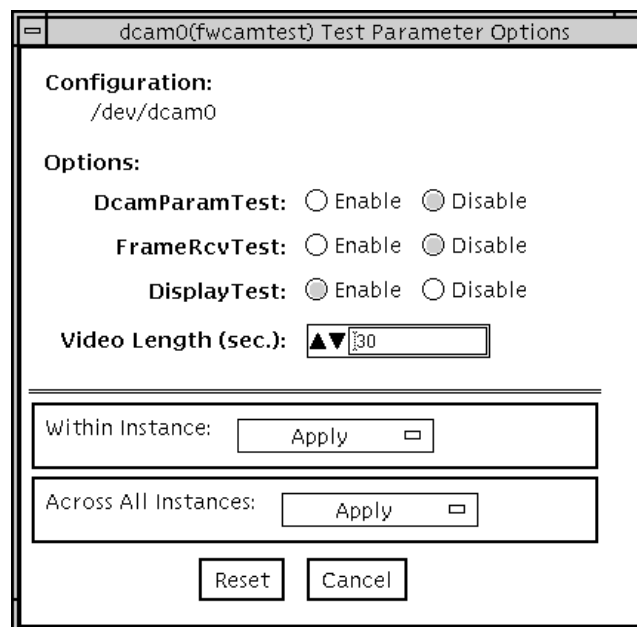 dcam0(fwcamtest) Test Parameter Options
Configuration:
/dev/dcam0
Options:
DcamParamTest: Enable Disable
FrameRcvTest: Enable Disable
DisplayTest: Enable Disable
Video Length (sec.): 30
Within Instance: Apply
Across All Instances: Apply
Reset Cancel